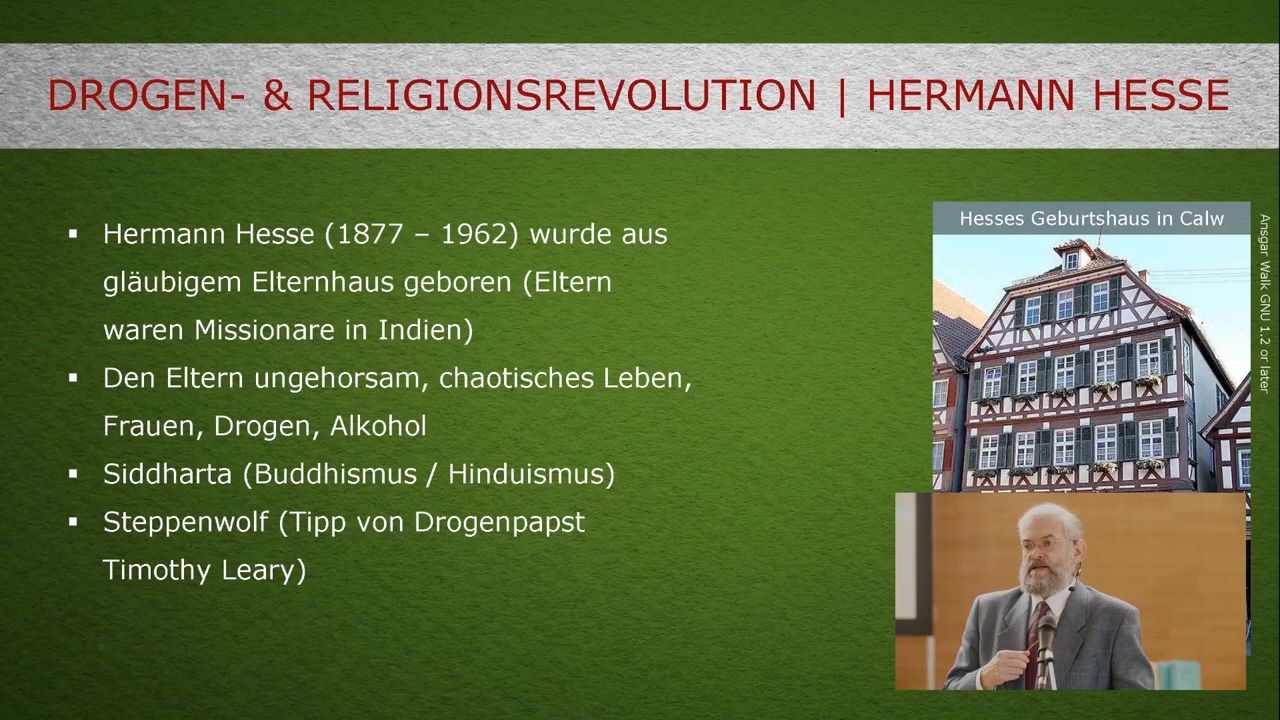 DROGEN- & RELIGIONSREVOLUTION | HERMANN HESSE
▪ Hermann Hesse (1877 – 1962) wurde aus
gläubigem Elternhaus geboren (Eltern
waren Missionare in Indien)
▪ Den Eltern ungehorsam, chaotisches Leben,
Frauen, Drogen, Alkohol
▪ Siddharta (Buddhismus / Hinduismus)
▪ Steppenwolf (Tipp von Drogenpapst
Timothy Leary)
Hesses Geburtshaus in Calw
Ansgar Walk GNU 1.2 or later